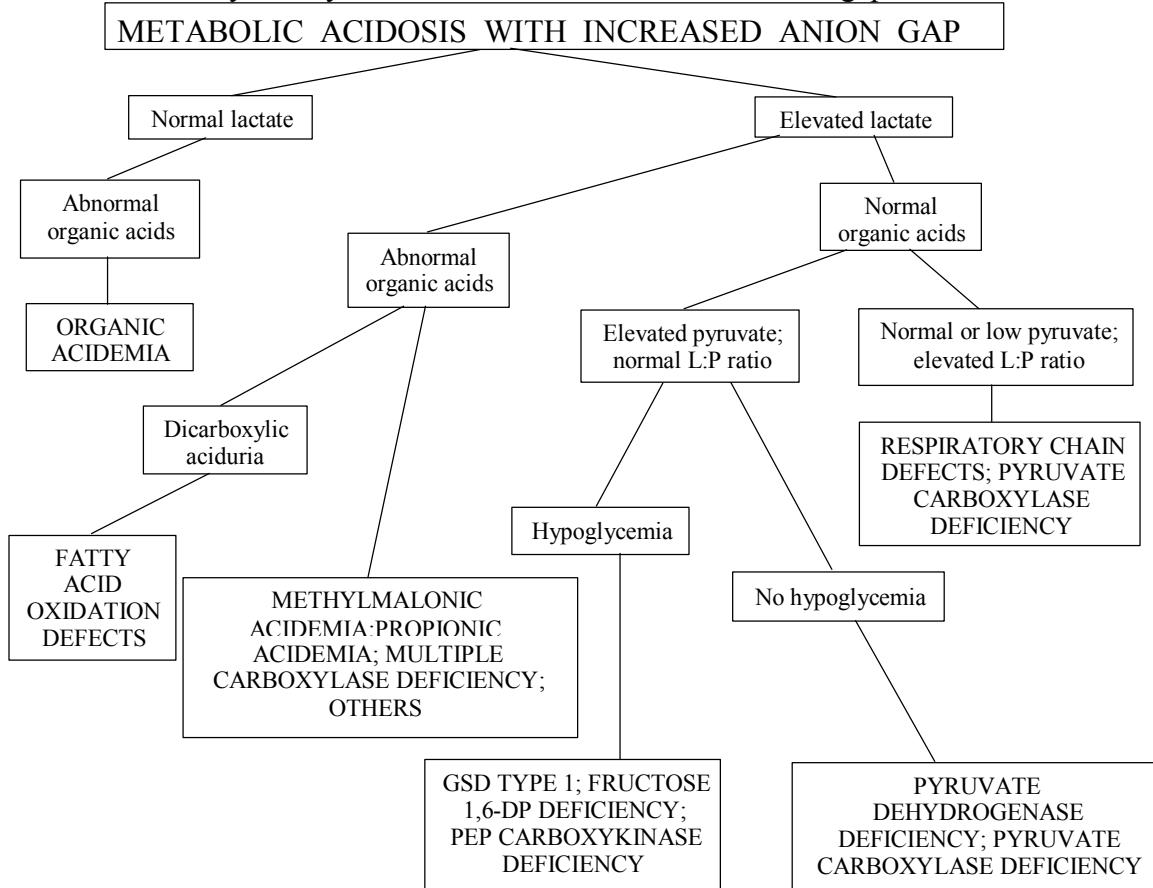 METABOLIC ACIDOSIS WITH INCREASED ANION GAP
Normal lactate
Elevated lactate
Abnormal
organic acids
Normal
organic acids
Abnormal
organic acids
ORGANIC
ACIDEMIA
Elevated pyruvate;
normal L:P ratio
Normal or low pyruvate;
elevated L:P ratio
Dicarboxylic
aciduria
RESPIRATORY CHAIN
DEFECTS; PYRUVATE
CARBOXYLASE
DEFICIENCY
Hypoglycemia
FATTY
ACID
OXIDATION
DEFECTS
No hypoglycemia
METHYLMALONIC
ACIDEMIA;PROPIONIC
ACIDEMIA; MULTIPLE
CARBOXYLASE DEFICIENCY;
OTHERS
GSD TYPE 1; FRUCTOSE
1,6-DP DEFICIENCY;
PEP CARBOXYKINASE
DEFICIENCY
PYRUVATE
DEHYDROGENASE
DEFICIENCY; PYRUVATE
CARBOXYLASE DEFICIENCY